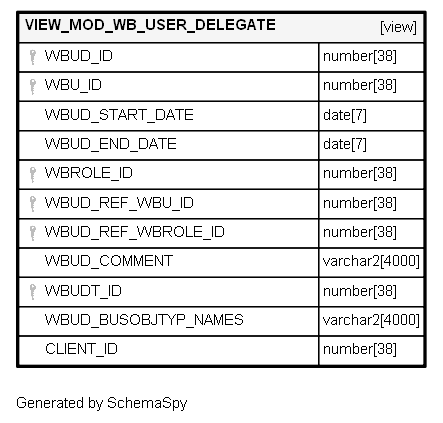 VIEW_MOD_WB_USER_DELEGATE [view]
WBUD_ID number[38]
WBU_ID number[38]
WBUD_START_DATE date[7]
WBUD_END_DATE date[7]
WBROLE_ID number[38]
WBUD_REF_WBU_ID number[38]
WBUD_REF_WBROLE_ID number[38]
WBUD_COMMENT varchar2[4000]
WBUDT_ID number[38]
WBUD_BUSOBJTYP_NAMES varchar2[4000]
CLIENT_ID number[38]
Generated by SchemaSpy